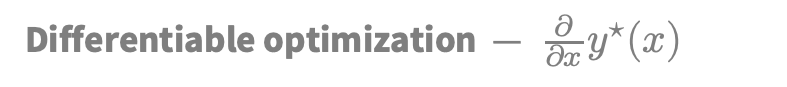 Differentiable optimization — ∂/∂x y⋆(x)